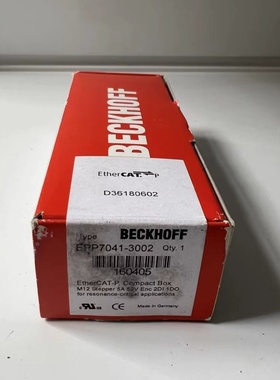 BECKHOFF
EtherCAT P
D36180602
Type
BECKHOFF
EPP7041-3002
Qty. 1
160405
EtherCAT-P, Compact Box
M12 Stepper 5A 50V Enc 2DI 1DO
for resonance-critical applications
Made in Germany